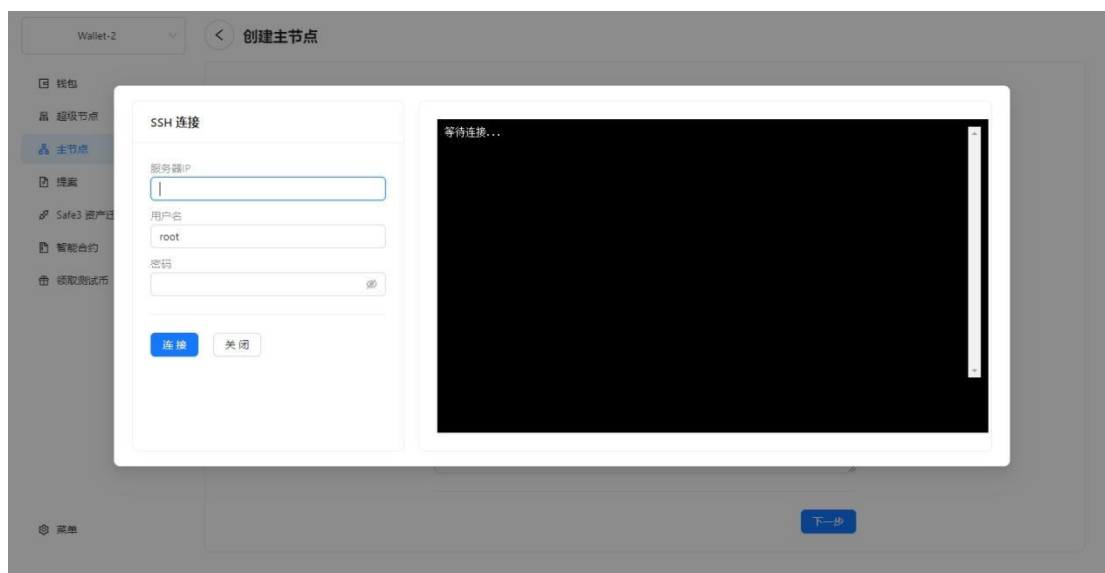 Wallet-2
创建主节点
钱包
超级节点
主节点
提案
Safe3 资产迁
智能合约
领取测试币
菜单
SSH 连接
服务器IP
用户名
root
密码
连接
关闭
等待连接...
下一步